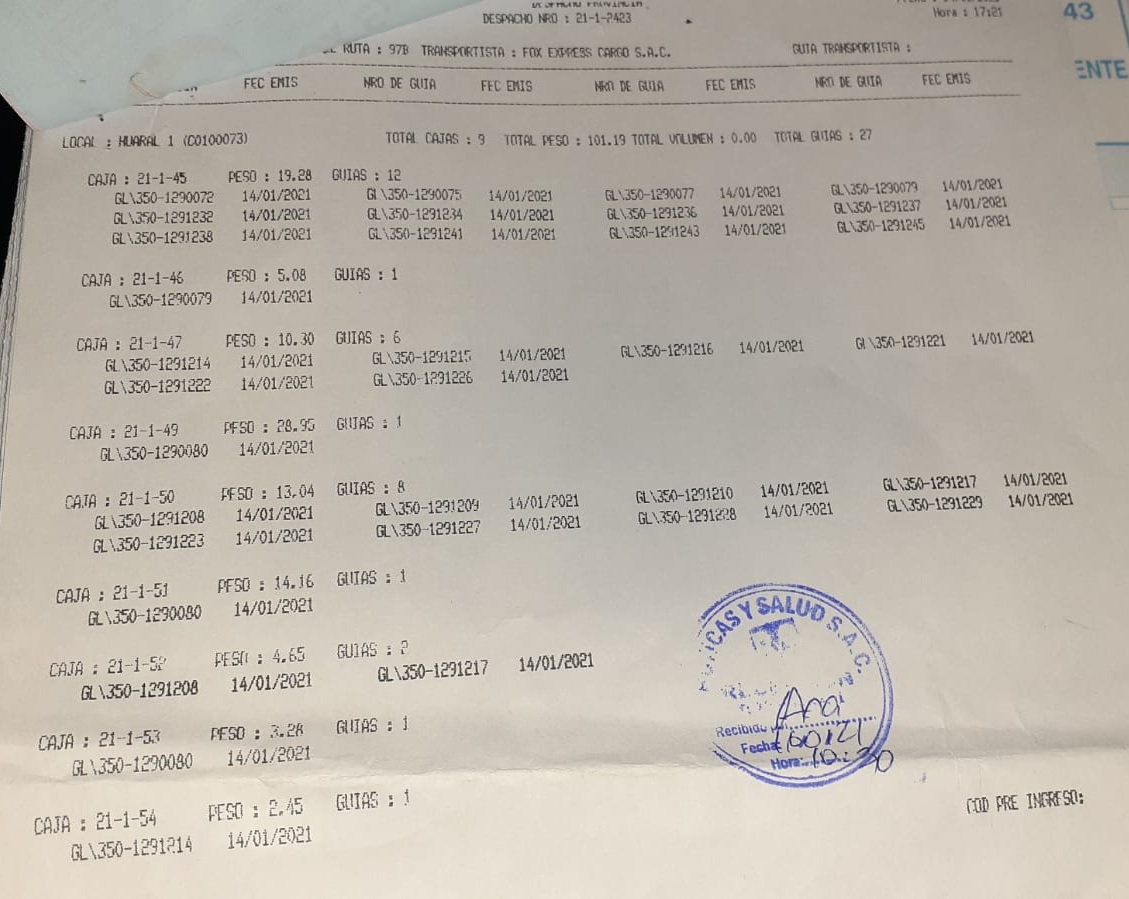 DESPACHO NRO : 21-1-2423
Hora : 17:21
43
RUTA : 97B TRANSPORTISTA : FOX EXPRESS CARGO S.A.C. GUIA TRANSPORTISTA :
ENTE
FEC EMIS NRO DE GUIA FEC EMIS NRO DE GUIA FEC EMIS NRO DE GUIA FEC EMIS
LOCAL : HUARAL 1 (C0100073) TOTAL CAJAS : 9 TOTAL PESO : 101.19 TOTAL VOLUMEN : 0.00 TOTAL GUIAS : 27
CAJA : 21-1-45 PESO : 19.28 GUIAS : 12
GL\350-1290072 14/01/2021 GL\350-1290075 14/01/2021 GL\350-1290077 14/01/2021 GL\350-1290079 14/01/2021
GL\350-1291232 14/01/2021 GL\350-1291234 14/01/2021 GL\350-1291236 14/01/2021 GL\350-1291237 14/01/2021
GL\350-1291238 14/01/2021 GL\350-1291241 14/01/2021 GL\350-1291243 14/01/2021 GL\350-1291245 14/01/2021
CAJA : 21-1-46 PESO : 5.08 GUIAS : 1
GL\350-1290079 14/01/2021
CAJA : 21-1-47 PESO : 10.30 GUIAS : 6
GL\350-1291214 14/01/2021 GL\350-1291215 14/01/2021 GL\350-1291216 14/01/2021 GL\350-1291221 14/01/2021
GL\350-1291222 14/01/2021 GL\350-1291226 14/01/2021
CAJA : 21-1-49 PESO : 28.95 GUIAS : 1
GL\350-1290080 14/01/2021
CAJA : 21-1-50 PESO : 13.04 GUIAS : 8
GL\350-1291208 14/01/2021 GL\350-1291209 14/01/2021 GL\350-1291210 14/01/2021 GL\350-1291217 14/01/2021
GL\350-1291223 14/01/2021 GL\350-1291227 14/01/2021 GL\350-1291228 14/01/2021 GL\350-1291229 14/01/2021
CAJA : 21-1-51 PESO : 14.16 GUIAS : 1
GL\350-1290080 14/01/2021
CAJA : 21-1-52 PESO : 4.65 GUIAS : 2
GL\350-1291208 14/01/2021 GL\350-1291217 14/01/2021
CAJA : 21-1-53 PESO : 3.28 GUIAS : 1
GL\350-1290080 14/01/2021
CAJA : 21-1-54 PESO : 2.45 GUIAS : 1
GL\350-1291214 14/01/2021
Y SALUD S.A.C.
Recibido Ana
Fecha:
Hora: 10:30
COD PRE INGRESO: